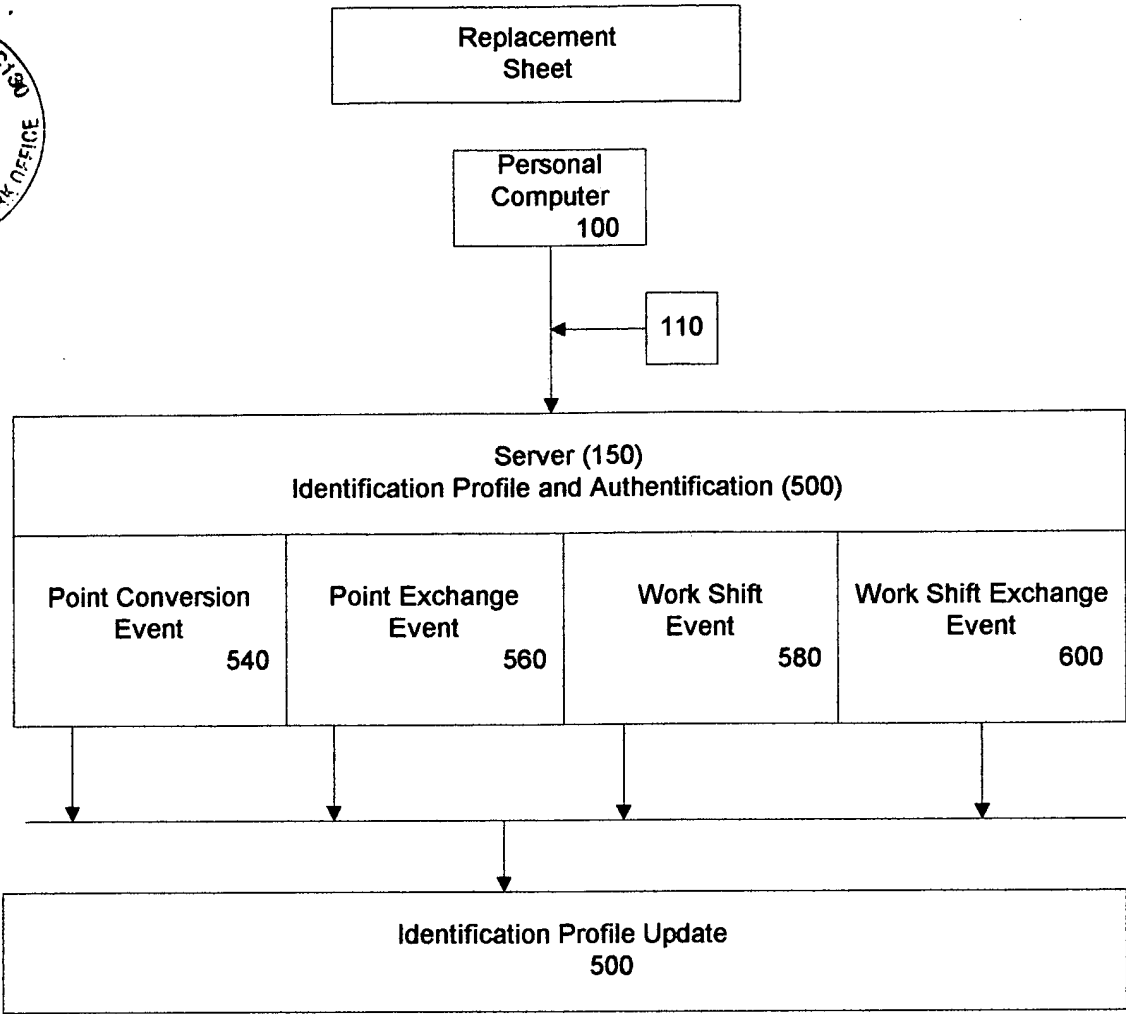 Replacement
Sheet
OFFICE
Personal
Computer
100
110
Server (150)
Identification Profile and Authentification (500)
Point Conversion
Event
540
Point Exchange
Event
560
Work Shift
Event
580
Work Shift Exchange
Event
600
Identification Profile Update
500